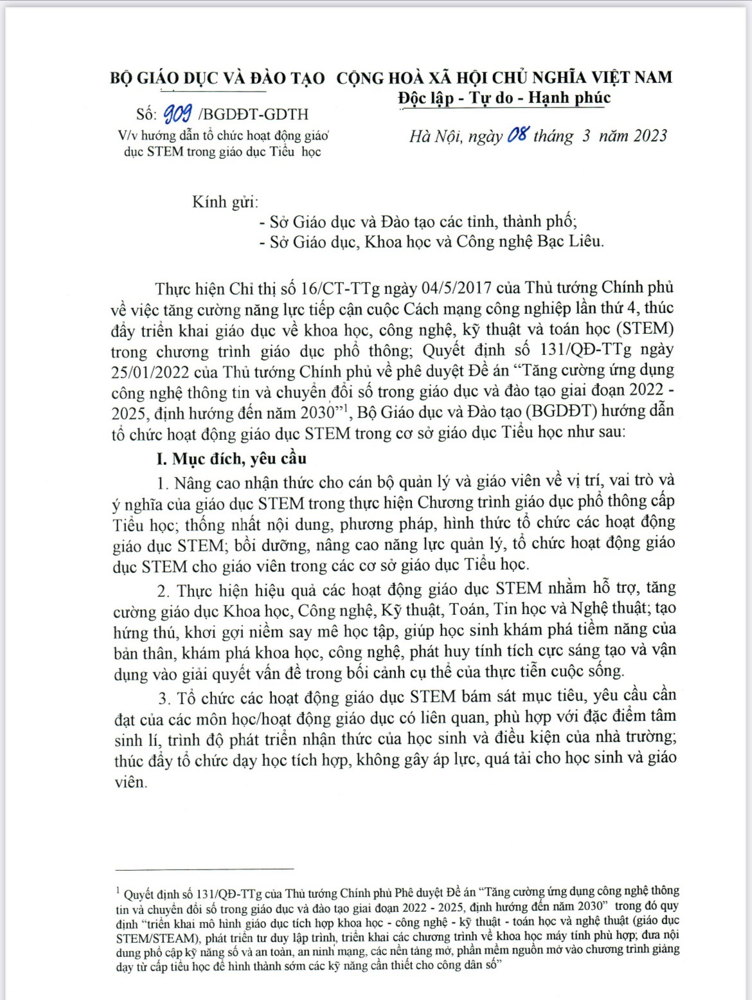 BỘ GIÁO DỤC VÀ ĐÀO TẠO
CỘNG HOÀ XÃ HỘI CHỦ NGHĨA VIỆT NAM
Độc lập - Tự do - Hạnh phúc
Số: 909 /BGDĐT-GDTH
V/v hướng dẫn tổ chức hoạt động giáo
dục STEM trong giáo dục Tiểu học
Hà Nội, ngày 08 tháng 3 năm 2023
Kính gửi:
- Sở Giáo dục và Đào tạo các tỉnh, thành phố;
- Sở Giáo dục, Khoa học và Công nghệ Bạc Liêu.
Thực hiện Chỉ thị số 16/CT-TTg ngày 04/5/2017 của Thủ tướng Chính phủ
về việc tăng cường năng lực tiếp cận cuộc Cách mạng công nghiệp lần thứ 4, thúc
đẩy triển khai giáo dục về khoa học, công nghệ, kỹ thuật và toán học (STEM)
trong chương trình giáo dục phổ thông; Quyết định số 131/QĐ-TTg ngày
25/01/2022 của Thủ tướng Chính phủ về phê duyệt Đề án “Tăng cường ứng dụng
công nghệ thông tin và chuyển đổi số trong giáo dục và đào tạo giai đoạn 2022 -
2025, định hướng đến năm 2030”¹, Bộ Giáo dục và Đào tạo (BGDĐT) hướng dẫn
tổ chức hoạt động giáo dục STEM trong cơ sở giáo dục Tiểu học như sau:
I. Mục đích, yêu cầu
1. Nâng cao nhận thức cho cán bộ quản lý và giáo viên về vị trí, vai trò và
ý nghĩa của giáo dục STEM trong thực hiện Chương trình giáo dục phổ thông cấp
Tiểu học; thống nhất nội dung, phương pháp, hình thức tổ chức các hoạt động
giáo dục STEM; bồi dưỡng, nâng cao năng lực quản lý, tổ chức hoạt động giáo
dục STEM cho giáo viên trong các cơ sở giáo dục Tiểu học.
2. Thực hiện hiệu quả các hoạt động giáo dục STEM nhằm hỗ trợ, tăng
cường giáo dục Khoa học, Công nghệ, Kỹ thuật, Toán, Tin học và Nghệ thuật; tạo
hứng thú, khơi gợi niềm say mê học tập, giúp học sinh khám phá tiềm năng của
bản thân, khám phá khoa học, công nghệ, phát huy tính tích cực sáng tạo và vận
dụng vào giải quyết vấn đề trong bối cảnh cụ thể của thực tiễn cuộc sống.
3. Tổ chức các hoạt động giáo dục STEM bám sát mục tiêu, yêu cầu cần
đạt của các môn học/hoạt động giáo dục có liên quan, phù hợp với đặc điểm tâm
sinh lí, trình độ phát triển nhận thức của học sinh và điều kiện của nhà trường;
thúc đẩy tổ chức dạy học tích hợp, không gây áp lực, quá tải cho học sinh và giáo
viên.
¹ Quyết định số 131/QĐ-TTg của Thủ tướng Chính phủ Phê duyệt Đề án “Tăng cường ứng dụng công nghệ thông
tin và chuyển đổi số trong giáo dục và đào tạo giai đoạn 2022 - 2025, định hướng đến năm 2030” trong đó quy
định “triển khai mô hình giáo dục tích hợp khoa học - công nghệ - kỹ thuật - toán học và nghệ thuật (giáo dục
STEM/STEAM), phát triển tư duy lập trình, triển khai các chương trình về khoa học máy tính phù hợp; đưa nội
dung phổ cập kỹ năng số và an toàn, an ninh mạng, các nền tảng mở, phần mềm nguồn mở vào chương trình giảng
dạy từ cấp tiểu học để hình thành sớm các kỹ năng cần thiết cho công dân số”